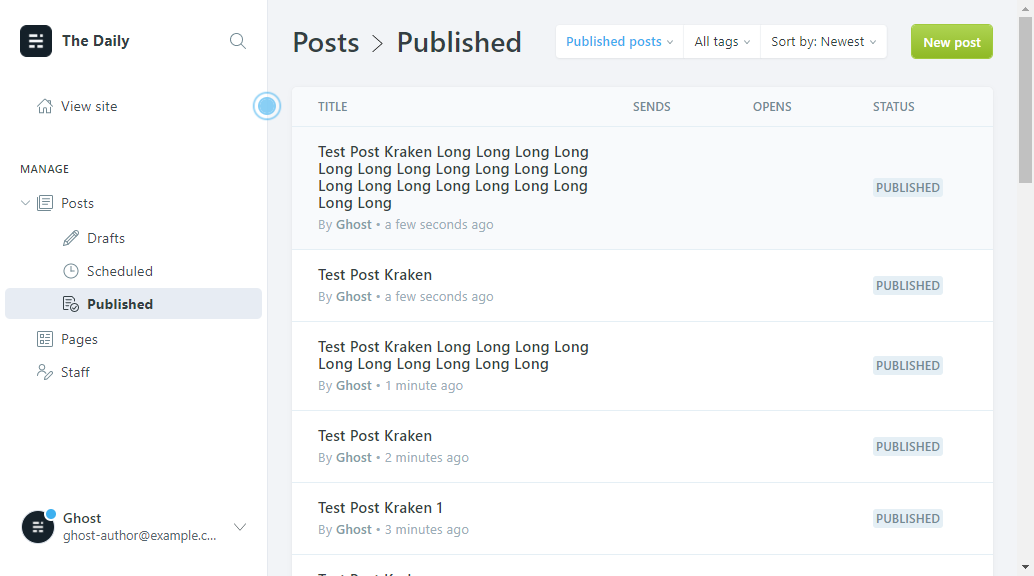 The Daily
View site
MANAGE
Posts
Drafts
Scheduled
Published
Pages
Staff
Ghost
ghost-author@example.c...
Posts > Published
Published posts
All tags
Sort by: Newest
New post
TITLE SENDS OPENS STATUS
Test Post Kraken Long Long Long Long
Long Long Long Long Long Long Long
Long Long Long Long Long Long Long
Long Long
By Ghost • a few seconds ago
PUBLISHED
Test Post Kraken
By Ghost • a few seconds ago
PUBLISHED
Test Post Kraken Long Long Long Long
Long Long Long Long Long Long
By Ghost • 1 minute ago
PUBLISHED
Test Post Kraken
By Ghost • 2 minutes ago
PUBLISHED
Test Post Kraken 1
By Ghost • 3 minutes ago
PUBLISHED
Test Post